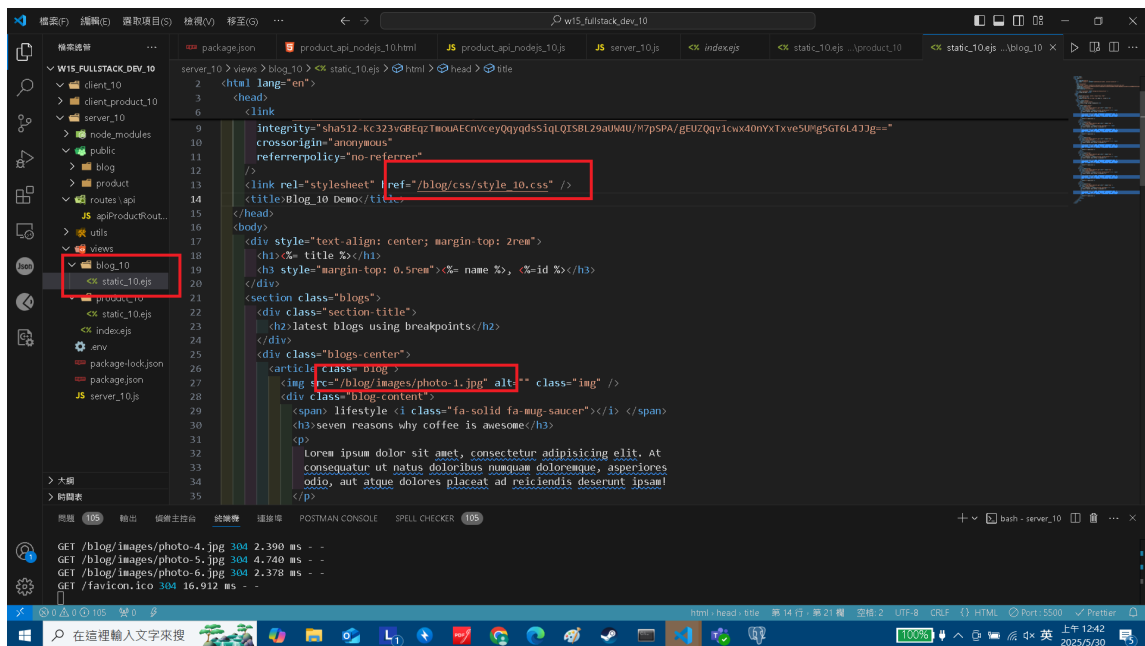 檔案(F) 編輯(E) 選取項目(S) 檢視(V) 移至(G) ··· w15_fullstack_dev_10
檔案總管 ···
package.json product_api_nodejs_10.html JS product_api_nodejs_10.js JS server_10.js <% index.ejs <% static_10.ejs ...\product_10 <% static_10.ejs ...\blog_10
W15_FULLSTACK_DEV_10
client_10
client_product_10
server_10
node_modules
public
blog
product
routes \ api
JS apiProductRout...
utils
views
blog_10
<% static_10.ejs
product_10
<% static_10.ejs
<% index.ejs
.env
package-lock.json
package.json
JS server_10.js
大綱
時間表
Json
server_10 > views > blog_10 > <% static_10.ejs > html > head > title
2 <html lang="en">
3 <head>
6 <link
9 integrity="sha512-Kc323vGBEqzTmouAECnVceyQqyqdsSiqLQISBL29aUW4U/M7pSPA/gEUZQqv1cwx4OnYxTxve5UMg5GT6L4JJg=="
10 crossorigin="anonymous"
11 referrerpolicy="no-referrer"
12 />
13 <link rel="stylesheet" href="/blog/css/style_10.css" />
14 <title>Blog_10 Demo</title>
15 </head>
16 <body>
17 <div style="text-align: center; margin-top: 2rem">
18 <h1><%= title %></h1>
19 <h3 style="margin-top: 0.5rem"><%= name %>, <%=id %></h3>
20 </div>
21 <section class="blogs">
22 <div class="section-title">
23 <h2>latest blogs using breakpoints</h2>
24 </div>
25 <div class="blogs-center">
26 <article class="blog">
27 <img src="/blog/images/photo-1.jpg" alt="" class="img" />
28 <div class="blog-content">
29 <span> lifestyle <i class="fa-solid fa-mug-saucer"></i> </span>
30 <h3>seven reasons why coffee is awesome</h3>
31 <p>
32 Lorem ipsum dolor sit amet, consectetur adipisicing elit. At
33 consequatur ut natus doloribus numquam doloremque, asperiores
34 odio, aut atque dolores placeat ad reiciendis deserunt ipsam!
35 </p>
問題 105 輸出 偵錯主控台 終端機 連接埠 POSTMAN CONSOLE SPELL CHECKER 105 bash - server_10 ···
GET /blog/images/photo-4.jpg 304 2.390 ms - -
GET /blog/images/photo-5.jpg 304 4.740 ms - -
GET /blog/images/photo-6.jpg 304 2.378 ms - -
GET /favicon.ico 304 16.912 ms - -
0 0 105 0 html > head > title 第 14 行，第 21 欄 空格: 2 UTF-8 CRLF {} HTML Port : 5500 Prettier
在這裡輸入文字來搜 100% 英 上午 12:42
2025/5/30 5